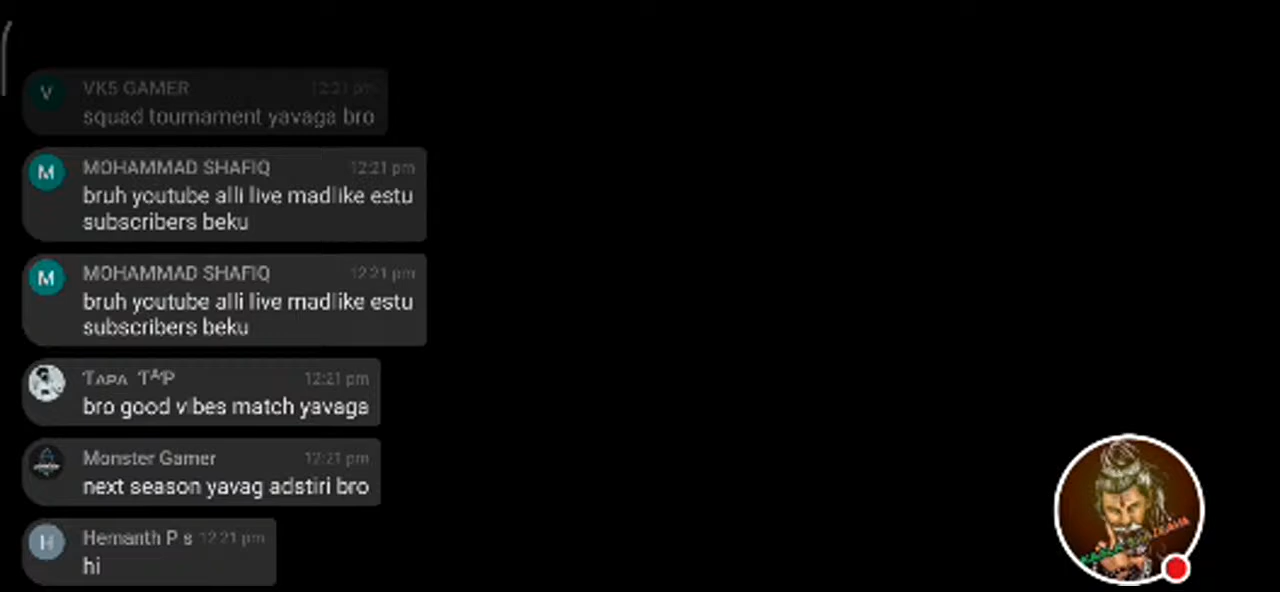 VK5 GAMER 12:21 pm
squad tournament yavaga bro
MOHAMMAD SHAFIQ 12:21 pm
bruh youtube alli live madlike estu
subscribers beku
MOHAMMAD SHAFIQ 12:21 pm
bruh youtube alli live madlike estu
subscribers beku
12:21 pm
bro good vibes match yavaga
Monster Gamer 12:21 pm
next season yavag adstiri bro
Hemanth P s 12:21 pm
hi